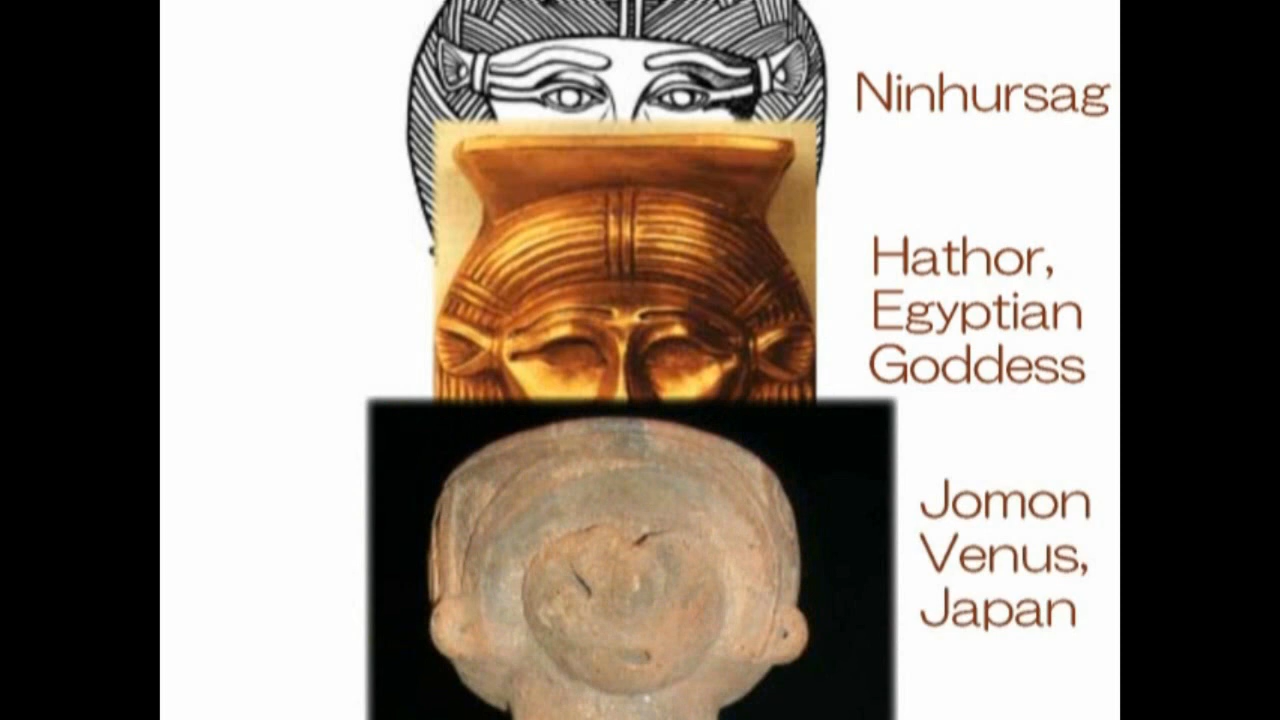 Ninhursag
Hathor,
Egyptian
Goddess
Jomon
Venus,
Japan